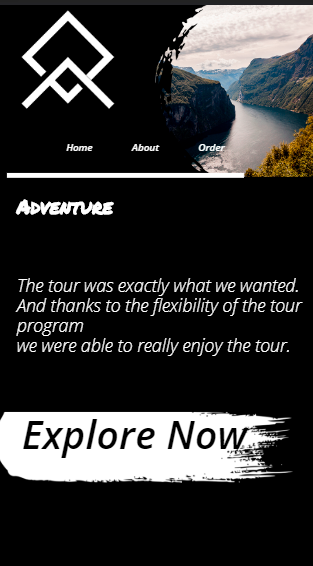 Home About Order
Adventure
The tour was exactly what we wanted.
And thanks to the flexibility of the tour
program
we were able to really enjoy the tour.
Explore Now